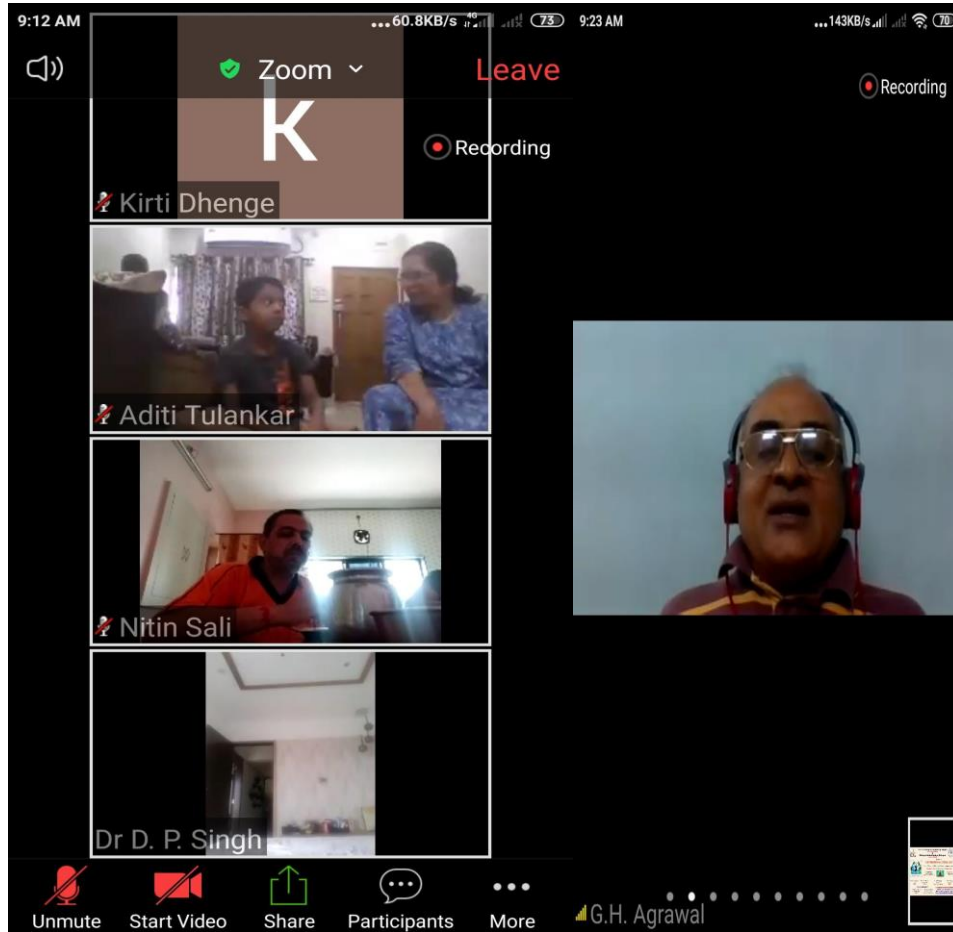 9:12 AM
60.8KB/s 4G 73
Zoom
Leave
K
Recording
Kirti Dhenge
Aditi Tulankar
Nitin Sali
Dr D. P. Singh
Unmute Start Video Share Participants More
9:23 AM
143KB/s 70
Recording
G.H. Agrawal